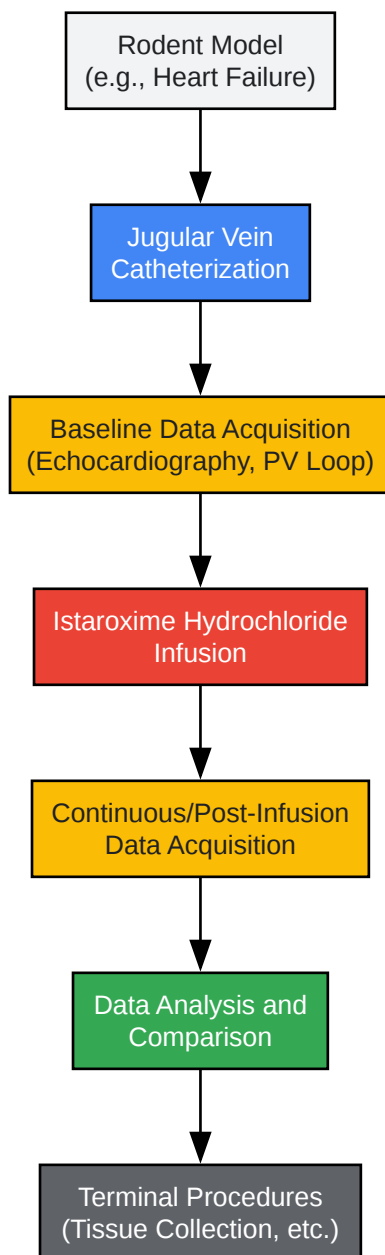 Rodent Model
(e.g., Heart Failure)
Jugular Vein
Catheterization
Baseline Data Acquisition
(Echocardiography, PV Loop)
Istaroxime Hydrochloride
Infusion
Continuous/Post-Infusion
Data Acquisition
Data Analysis and
Comparison
Terminal Procedures
(Tissue Collection, etc.)